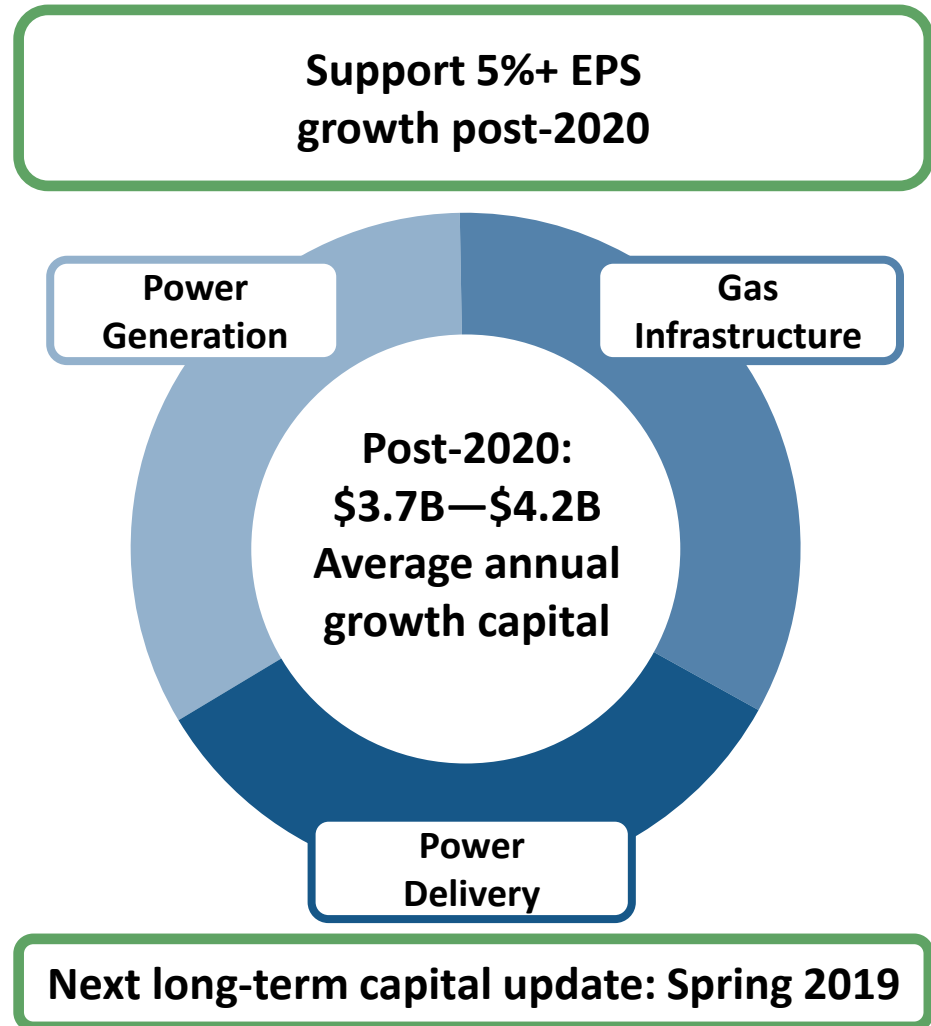 Support 5%+ EPS
growth post-2020
Power
Generation
Gas
Infrastructure
Post-2020:
$3.7B—$4.2B
Average annual
growth capital
Power
Delivery
Next long-term capital update: Spring 2019